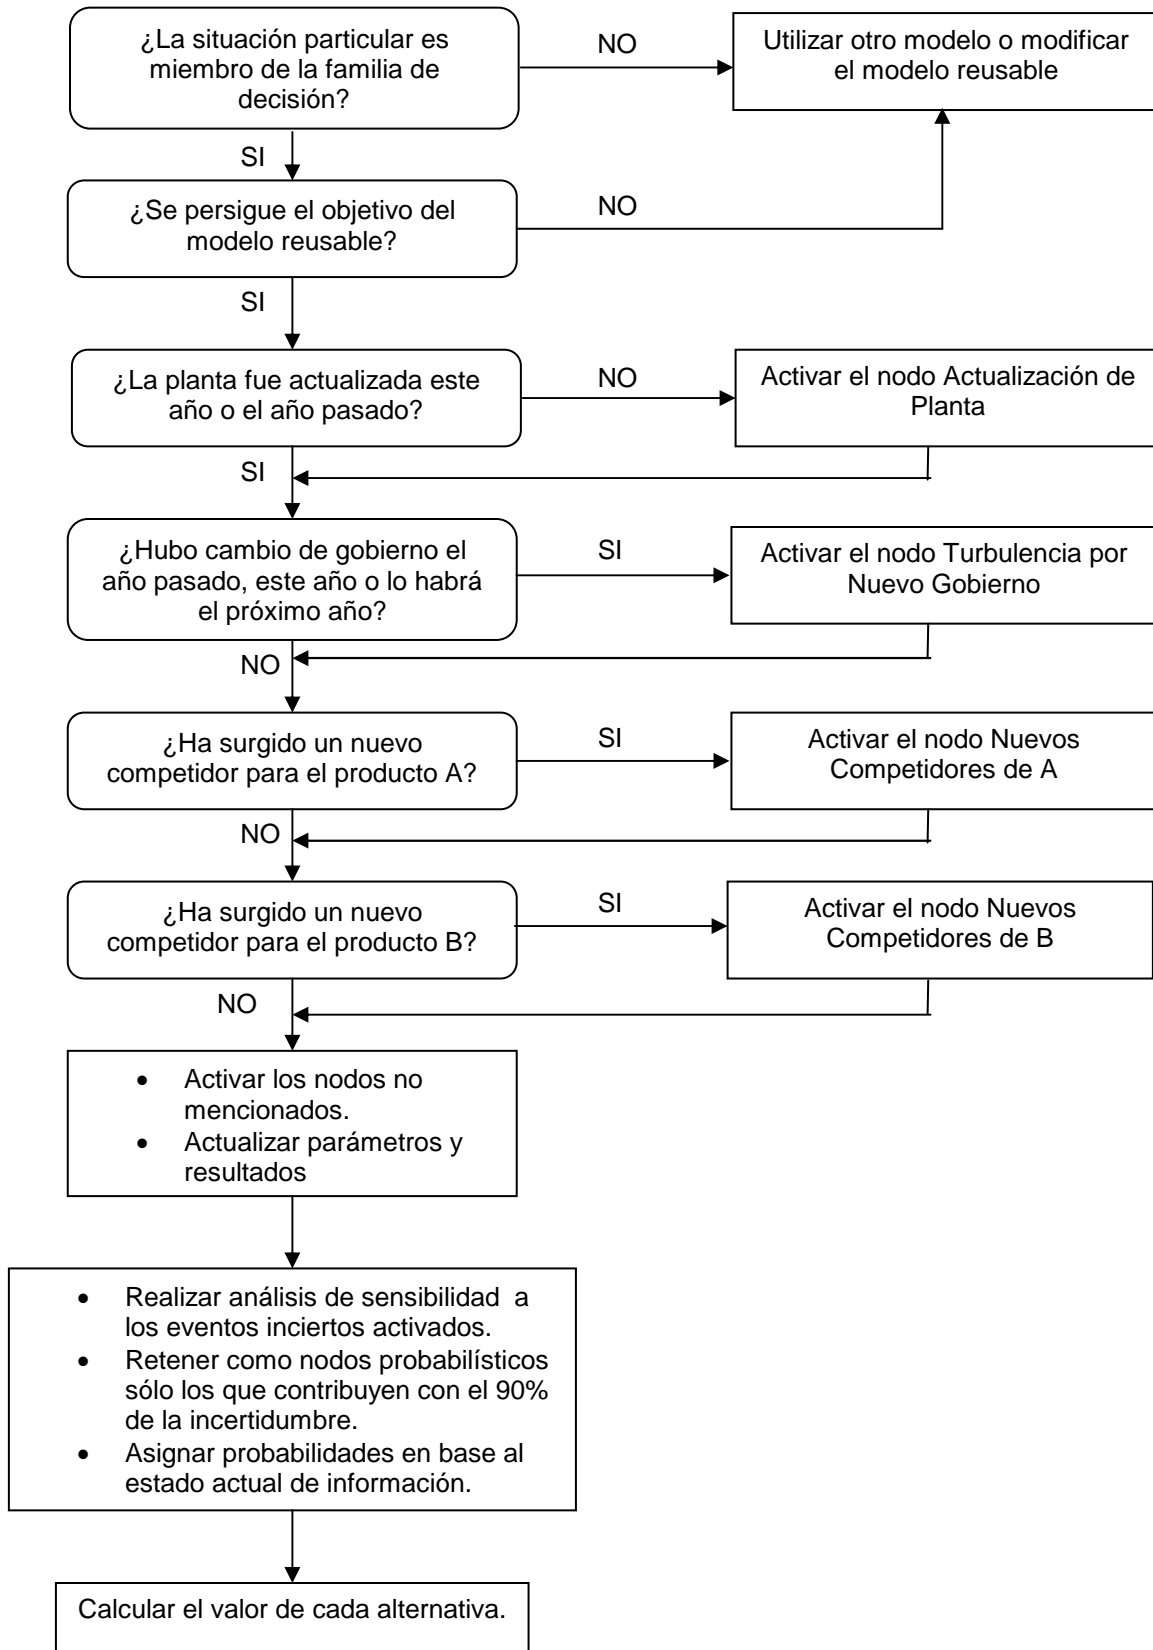 ¿La situación particular es
miembro de la familia de
decisión?
NO
Utilizar otro modelo o modificar
el modelo reusable
SI
¿Se persigue el objetivo del
modelo reusable?
NO
SI
¿La planta fue actualizada este
año o el año pasado?
NO
Activar el nodo Actualización de
Planta
SI
¿Hubo cambio de gobierno el
año pasado, este año o lo habrá
el próximo año?
SI
Activar el nodo Turbulencia por
Nuevo Gobierno
NO
¿Ha surgido un nuevo
competidor para el producto A?
SI
Activar el nodo Nuevos
Competidores de A
NO
¿Ha surgido un nuevo
competidor para el producto B?
SI
Activar el nodo Nuevos
Competidores de B
NO
• Activar los nodos no
mencionados.
• Actualizar parámetros y
resultados
• Realizar análisis de sensibilidad a
los eventos inciertos activados.
• Retener como nodos probabilísticos
sólo los que contribuyen con el 90%
de la incertidumbre.
• Asignar probabilidades en base al
estado actual de información.
Calcular el valor de cada alternativa.